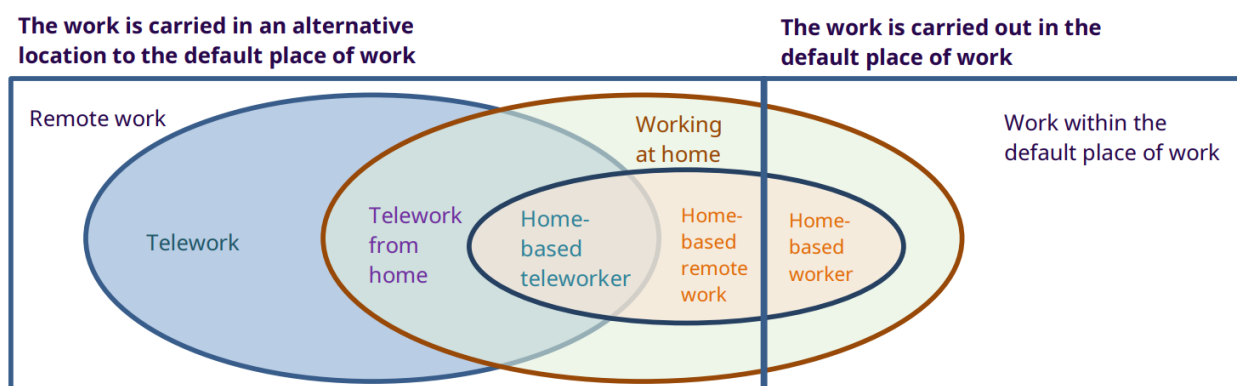 The work is carried in an alternative
location to the default place of work
The work is carried out in the
default place of work
Remote work
Working
at home
Work within the
default place of work
Telework
Telework
from
home
Home-
based
teleworker
Home-
based
remote
work
Home-
based
worker